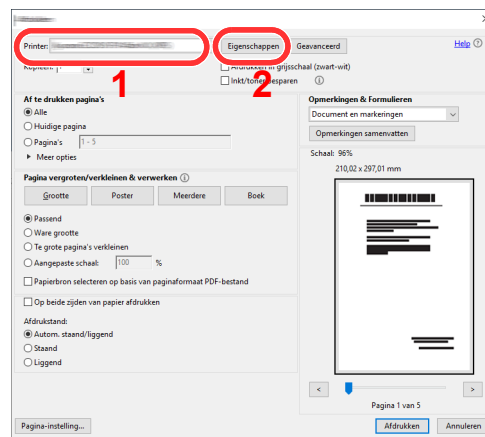 Printer:
Eigenschappen
Geavanceerd
Help
1
2
Afdrukken in grijsschaal (zwart-wit)
Inkt/toner besparen
Af te drukken pagina's
Alle
Huidige pagina
Pagina's 1 - 5
Meer opties
Pagina vergroten/verkleinen & verwerken
Grootte Poster Meerdere Boek
Passend
Ware grootte
Te grote pagina's verkleinen
Aangepaste schaal: 100 %
Papierbron selecteren op basis van paginaformaat PDF-bestand
Op beide zijden van papier afdrukken
Afdrukstand:
Autom. staand/liggend
Staand
Liggend
Opmerkingen & Formulieren
Document en markeringen
Opmerkingen samenvatten
Schaal: 96%
210,02 x 297,01 mm
< >
Pagina 1 van 5
Pagina-instelling...
Afdrukken
Annuleren